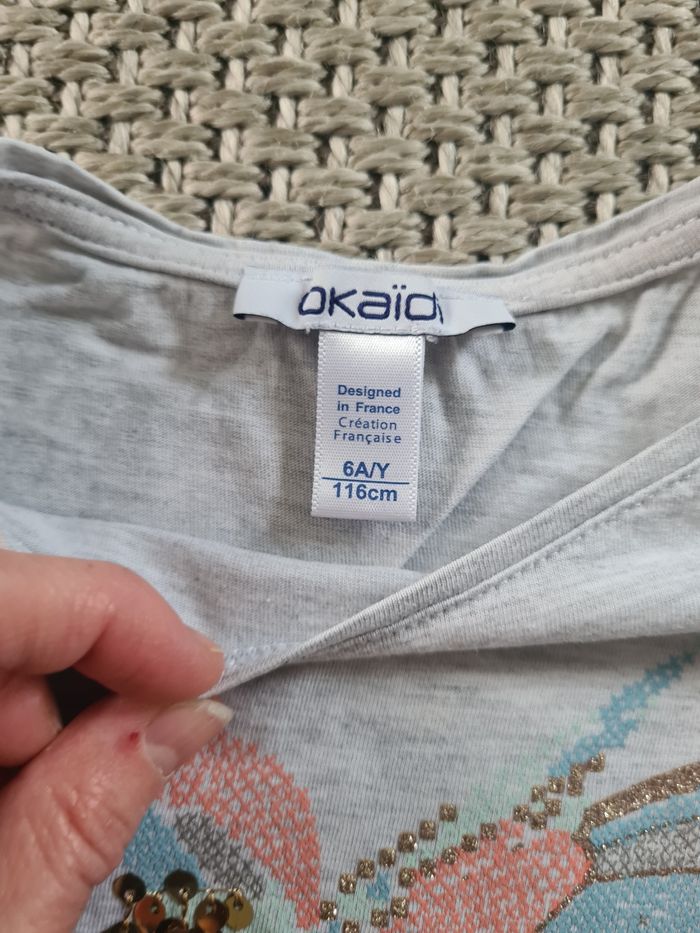 okaïdi
Designed
in France
Création
Française
6A/Y
116cm